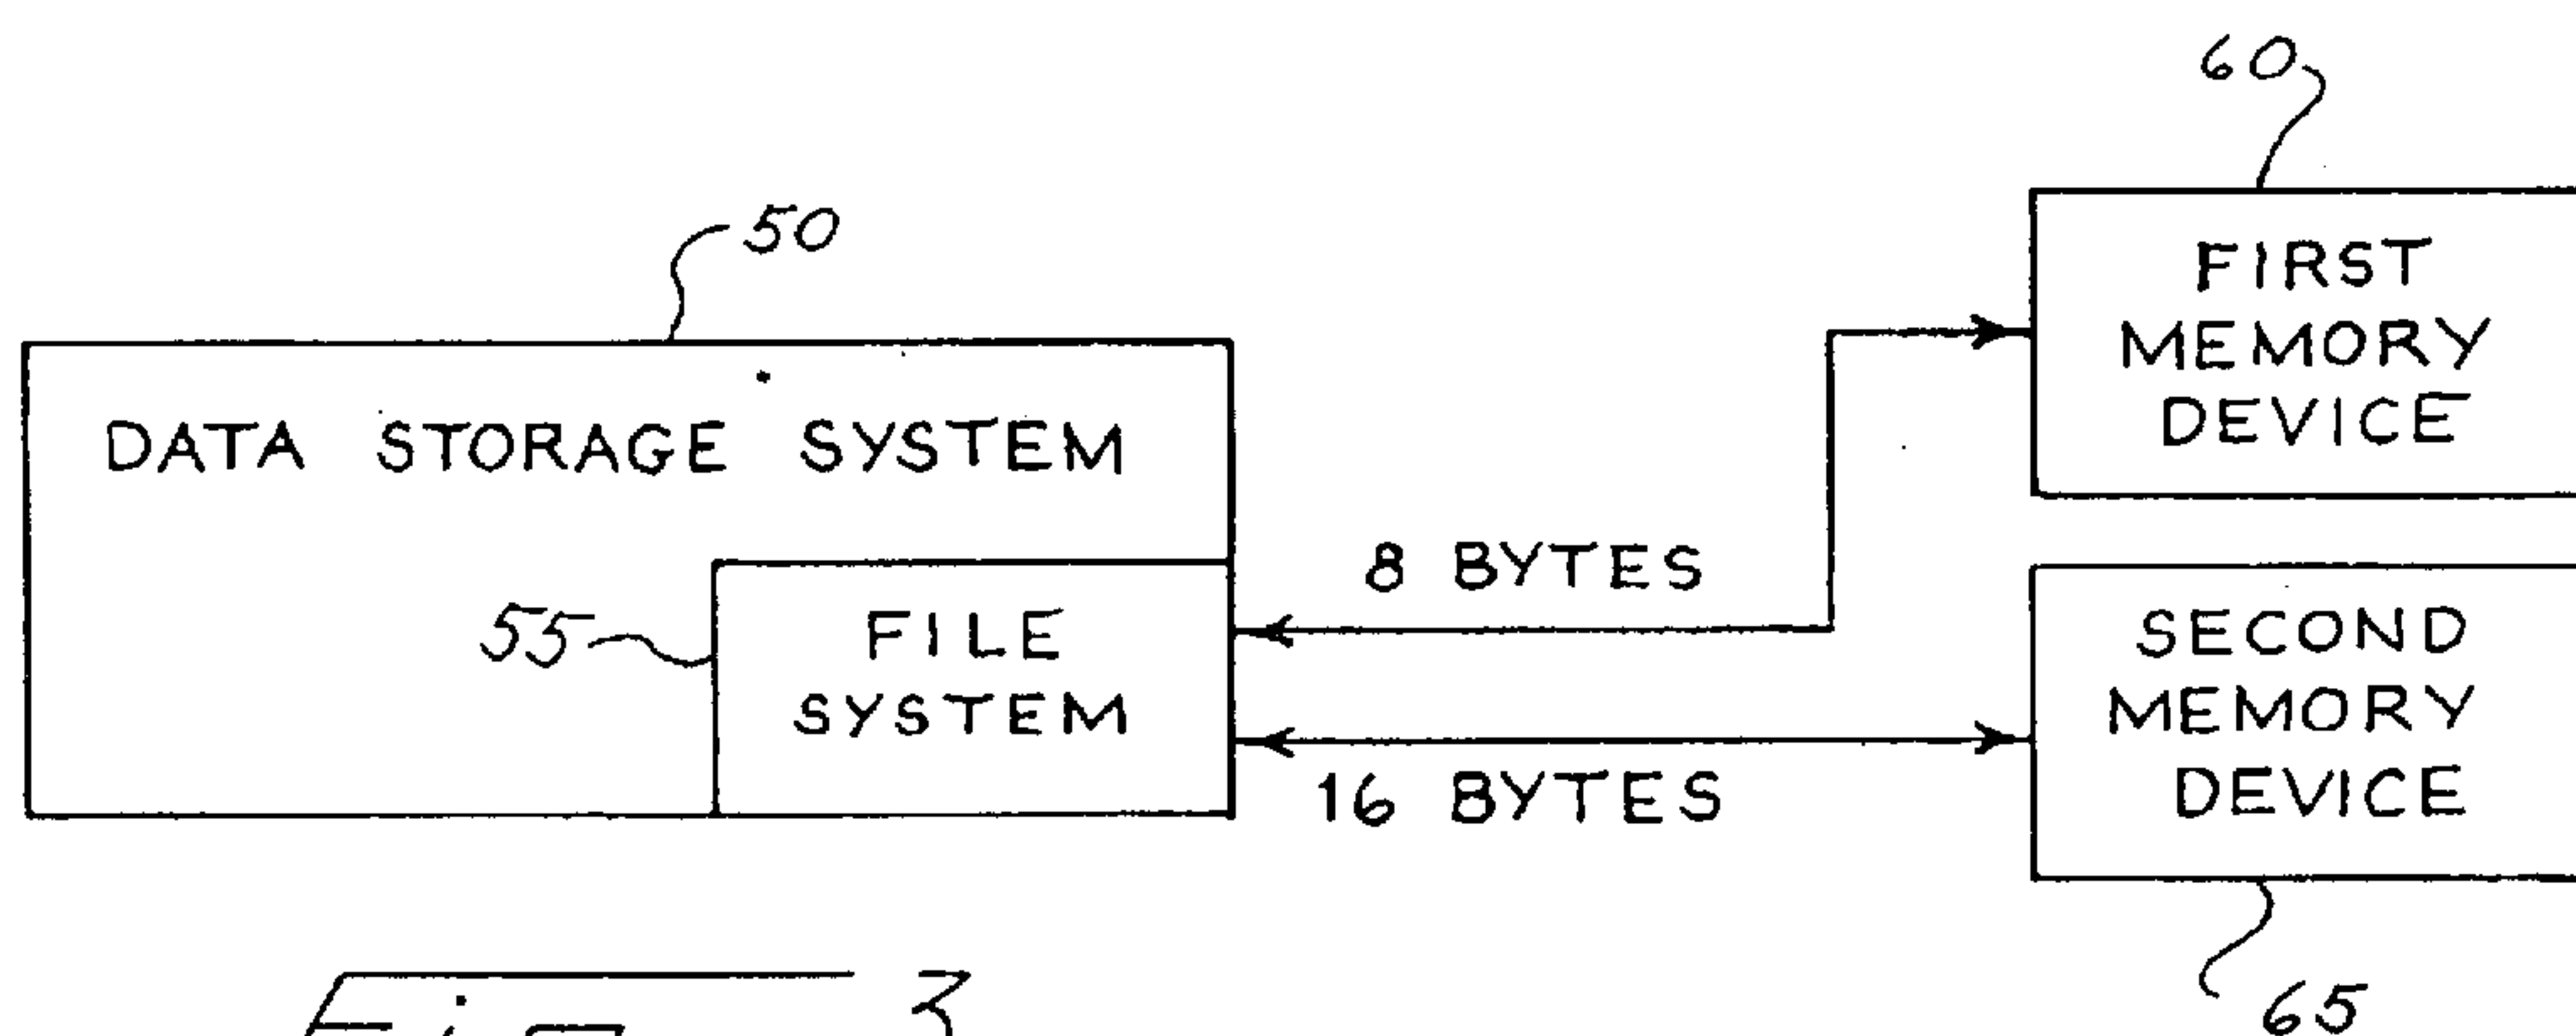 60
50
FIRST
MEMORY
DEVICE
DATA STORAGE SYSTEM
8 BYTES
55
FILE
SYSTEM
SECOND
MEMORY
DEVICE
16 BYTES
65